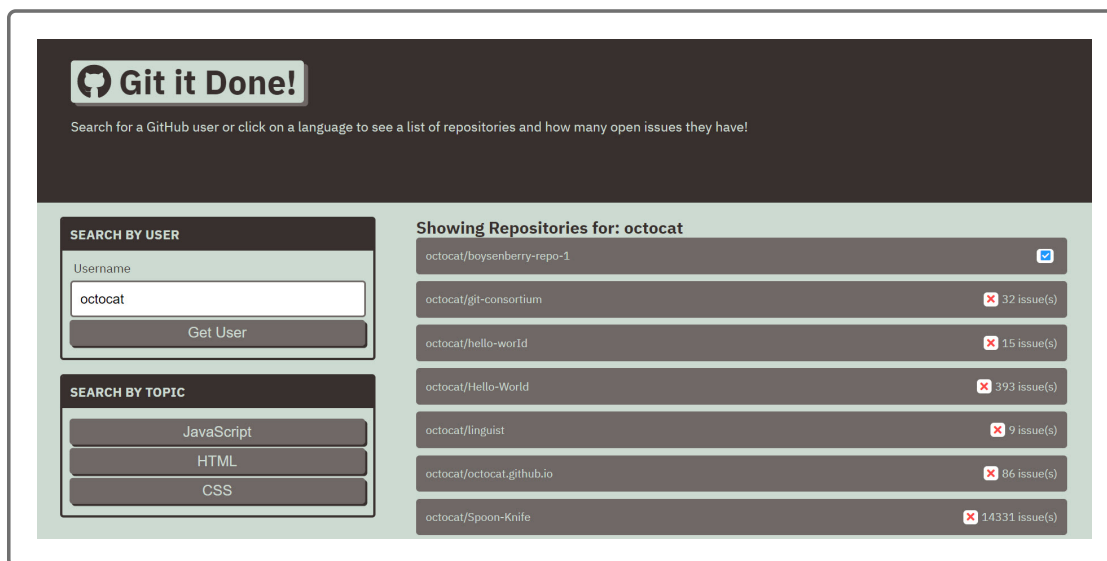 Git it Done!
Search for a GitHub user or click on a language to see a list of repositories and how many open issues they have!
SEARCH BY USER
Username
octocat
Get User
SEARCH BY TOPIC
JavaScript
HTML
CSS
Showing Repositories for: octocat
octocat/boysenberry-repo-1
octocat/git-consortium 32 issue(s)
octocat/hello-worId 15 issue(s)
octocat/Hello-World 393 issue(s)
octocat/linguist 9 issue(s)
octocat/octocat.github.io 86 issue(s)
octocat/Spoon-Knife 14331 issue(s)